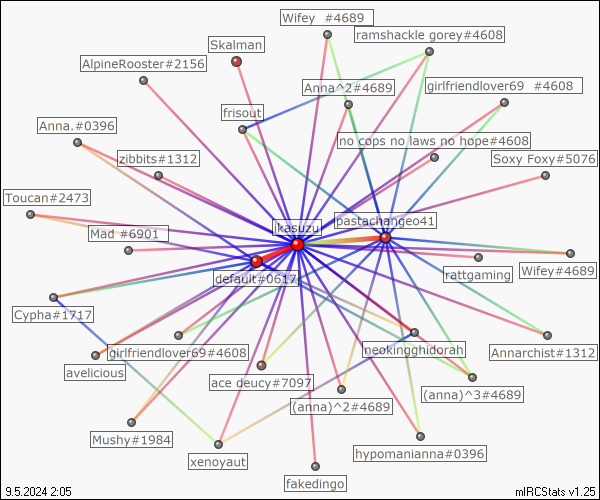 Wifey  #4689
ramshackle gorey#4608
Skalman
AlpineRooster#2156
Anna^2#4689
girlfriendlover69  #4608
frisout
Anna.#0396
no cops no laws no hope#4608
zibbits#1312
Soxy Foxy#5076
Toucan#2473
pastachangeo41
ikasuzu
Mad #6901
rattgaming
Wifey#4689
default#0617
Cypha#1717
girlfriendlover69#4608
neokingghidorah
Annarchist#1312
avelicious
ace deucy#7097
(anna)^3#4689
(anna)^2#4689
Mushy#1984
hypomanianna#0396
xenoyaut
fakedingo
9.5.2024 2:05
mIRCStats v1.25